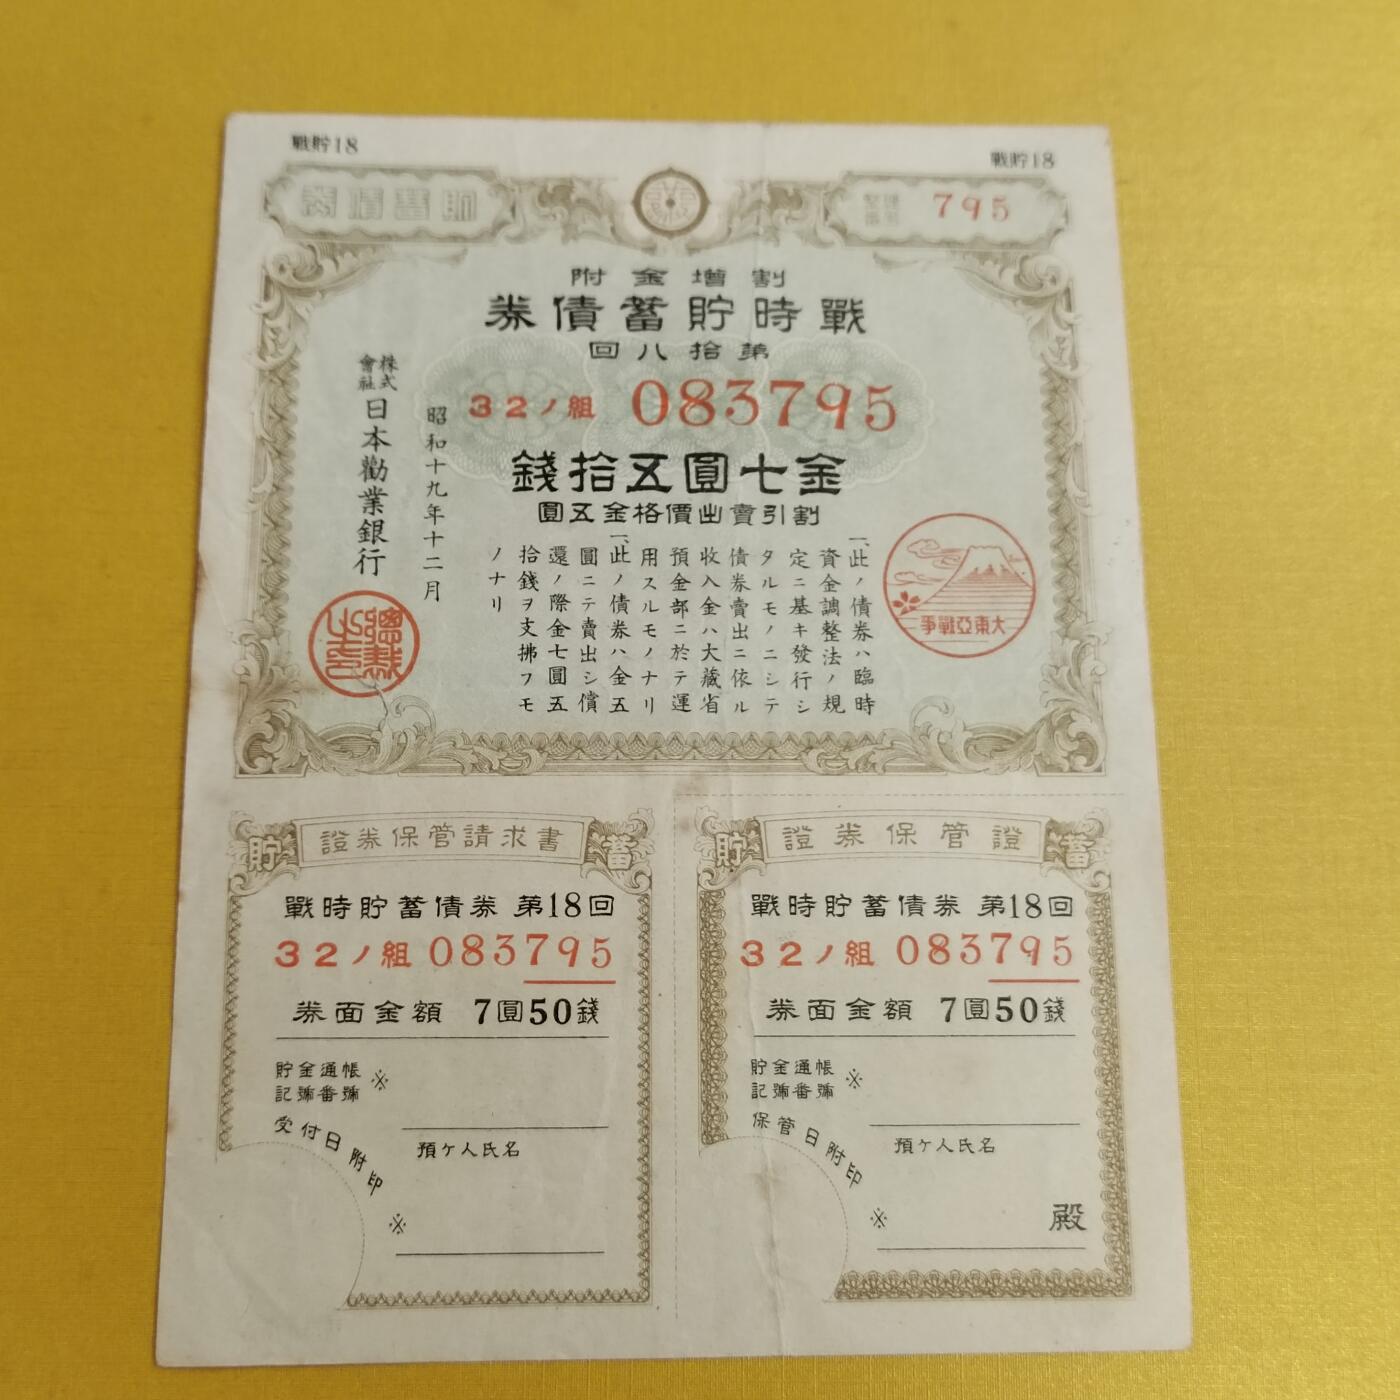 戰貯18
戰貯18
貯蓄債券
795
割增金附
戰時貯蓄債券
第拾八回
32ノ組 083795
金七圓五拾錢
割引賣出價格金五圓
一、此ノ債券ハ臨時
資金調整法ノ規
定ニ基キ發行シ
タルモノニシテ
債券賣出ニ依ル
收入金ハ大藏省
預金部ニ於テ運
用スルモノナリ
一、此ノ債券ハ金五
圓ニテ賣出シ償
還ノ際金七圓五
拾錢ヲ支拂フモ
ノナリ
大東亞戰爭
昭和十九年十二月
株式會社日本勸業銀行
總裁之印
貯 證券保管請求書 蓄
戰時貯蓄債券 第18回
32ノ組 083795
券面金額 7圓50錢
貯金通帳
記號番號 ※
受付日附印
預ケ人氏名
※
貯 證券保管證 蓄
戰時貯蓄債券 第18回
32ノ組 083795
券面金額 7圓50錢
貯金通帳
記號番號 ※
保管日附印
預ケ人氏名
※
殿